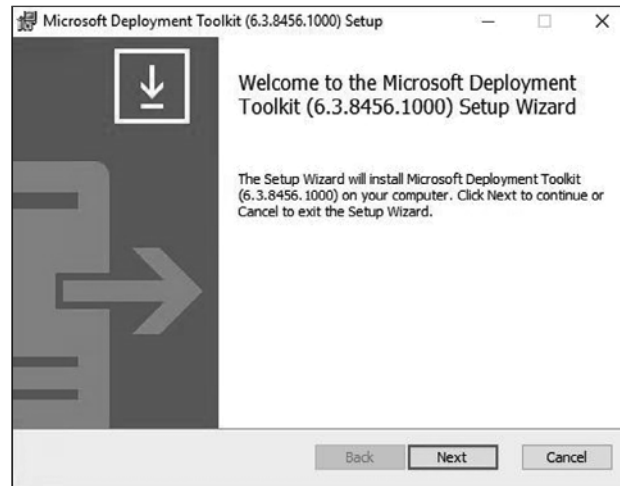 Microsoft Deployment Toolkit (6.3.8456.1000) Setup
Welcome to the Microsoft Deployment
Toolkit (6.3.8456.1000) Setup Wizard
The Setup Wizard will install Microsoft Deployment Toolkit
(6.3.8456.1000) on your computer. Click Next to continue or
Cancel to exit the Setup Wizard.
Back Next Cancel